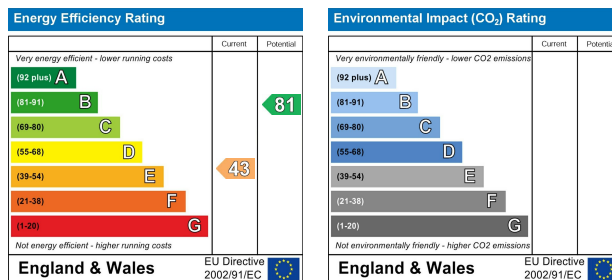 Energy Efficiency Rating
Current Potential
Very energy efficient - lower running costs
(92 plus) A
(81-91) B
81
(69-80) C
(55-68) D
(39-54) E
43
(21-38) F
(1-20) G
Not energy efficient - higher running costs
England & Wales
EU Directive
2002/91/EC
Environmental Impact (CO₂) Rating
Current Potential
Very environmentally friendly - lower CO2 emissions
(92 plus) A
(81-91) B
(69-80) C
(55-68) D
(39-54) E
(21-38) F
(1-20) G
Not environmentally friendly - higher CO2 emissions
England & Wales
EU Directive
2002/91/EC